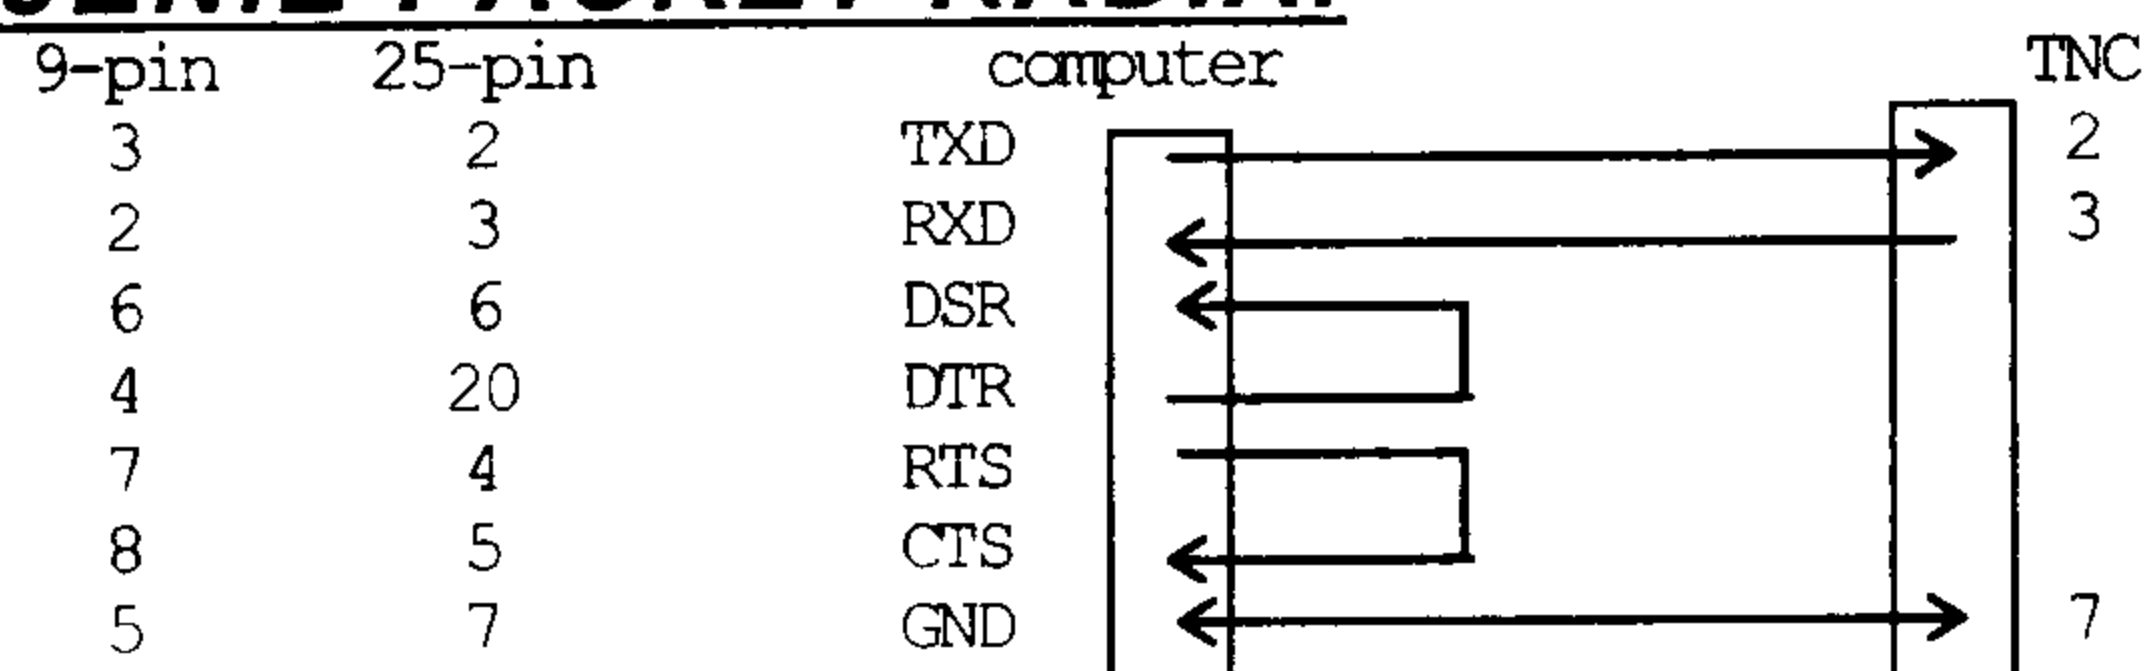 9-pin 25-pin computer TNC
3 2 TXD 2
2 3 RXD 3
6 6 DSR
4 20 DTR
7 4 RTS
8 5 CTS
5 7 GND 7